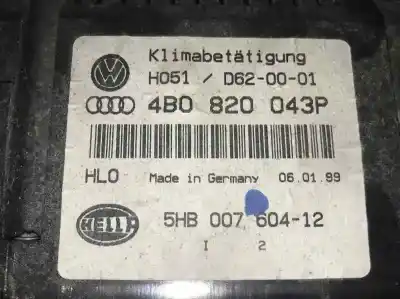 Klimabetätigung
H051 / D62-00-01
4B0 820 043P
HLO Made in Germany 06.01.99
HELLA
5HB 007 604-12
I 2